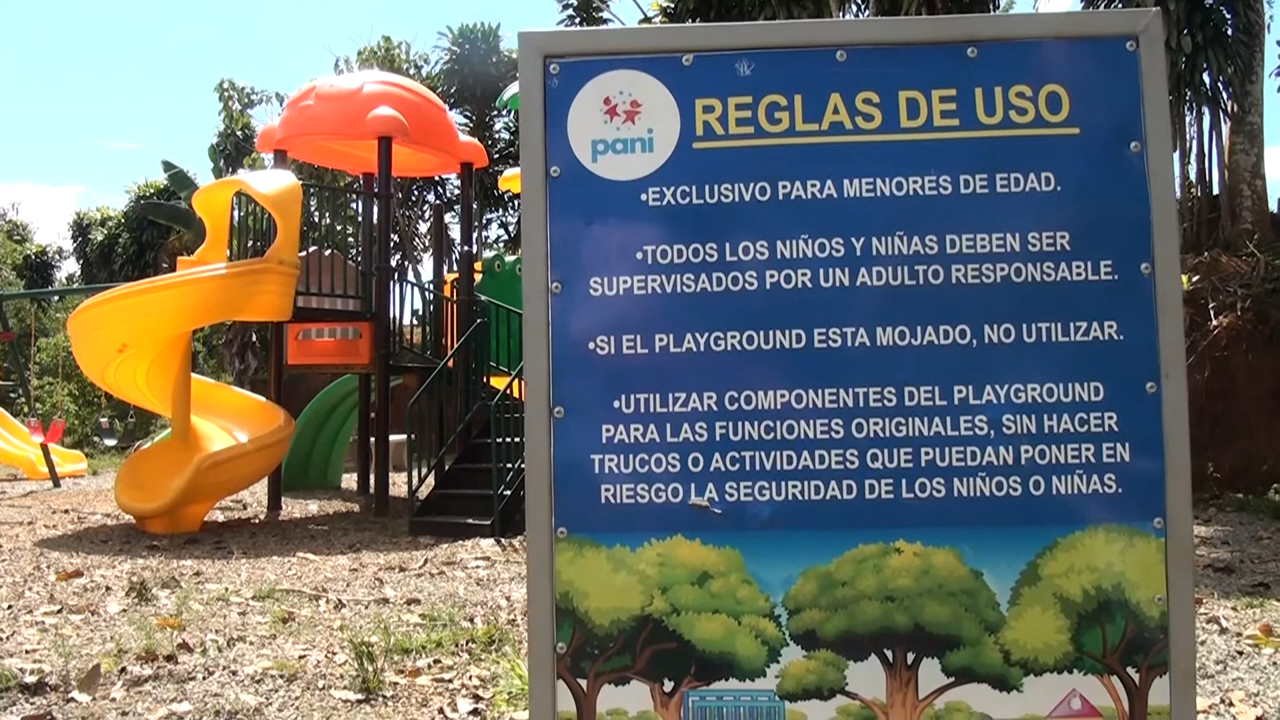 pani
REGLAS DE USO
•EXCLUSIVO PARA MENORES DE EDAD.
•TODOS LOS NIÑOS Y NIÑAS DEBEN SER
SUPERVISADOS POR UN ADULTO RESPONSABLE.
•SI EL PLAYGROUND ESTA MOJADO, NO UTILIZAR.
•UTILIZAR COMPONENTES DEL PLAYGROUND
PARA LAS FUNCIONES ORIGINALES, SIN HACER
TRUCOS O ACTIVIDADES QUE PUEDAN PONER EN
RIESGO LA SEGURIDAD DE LOS NIÑOS O NIÑAS.